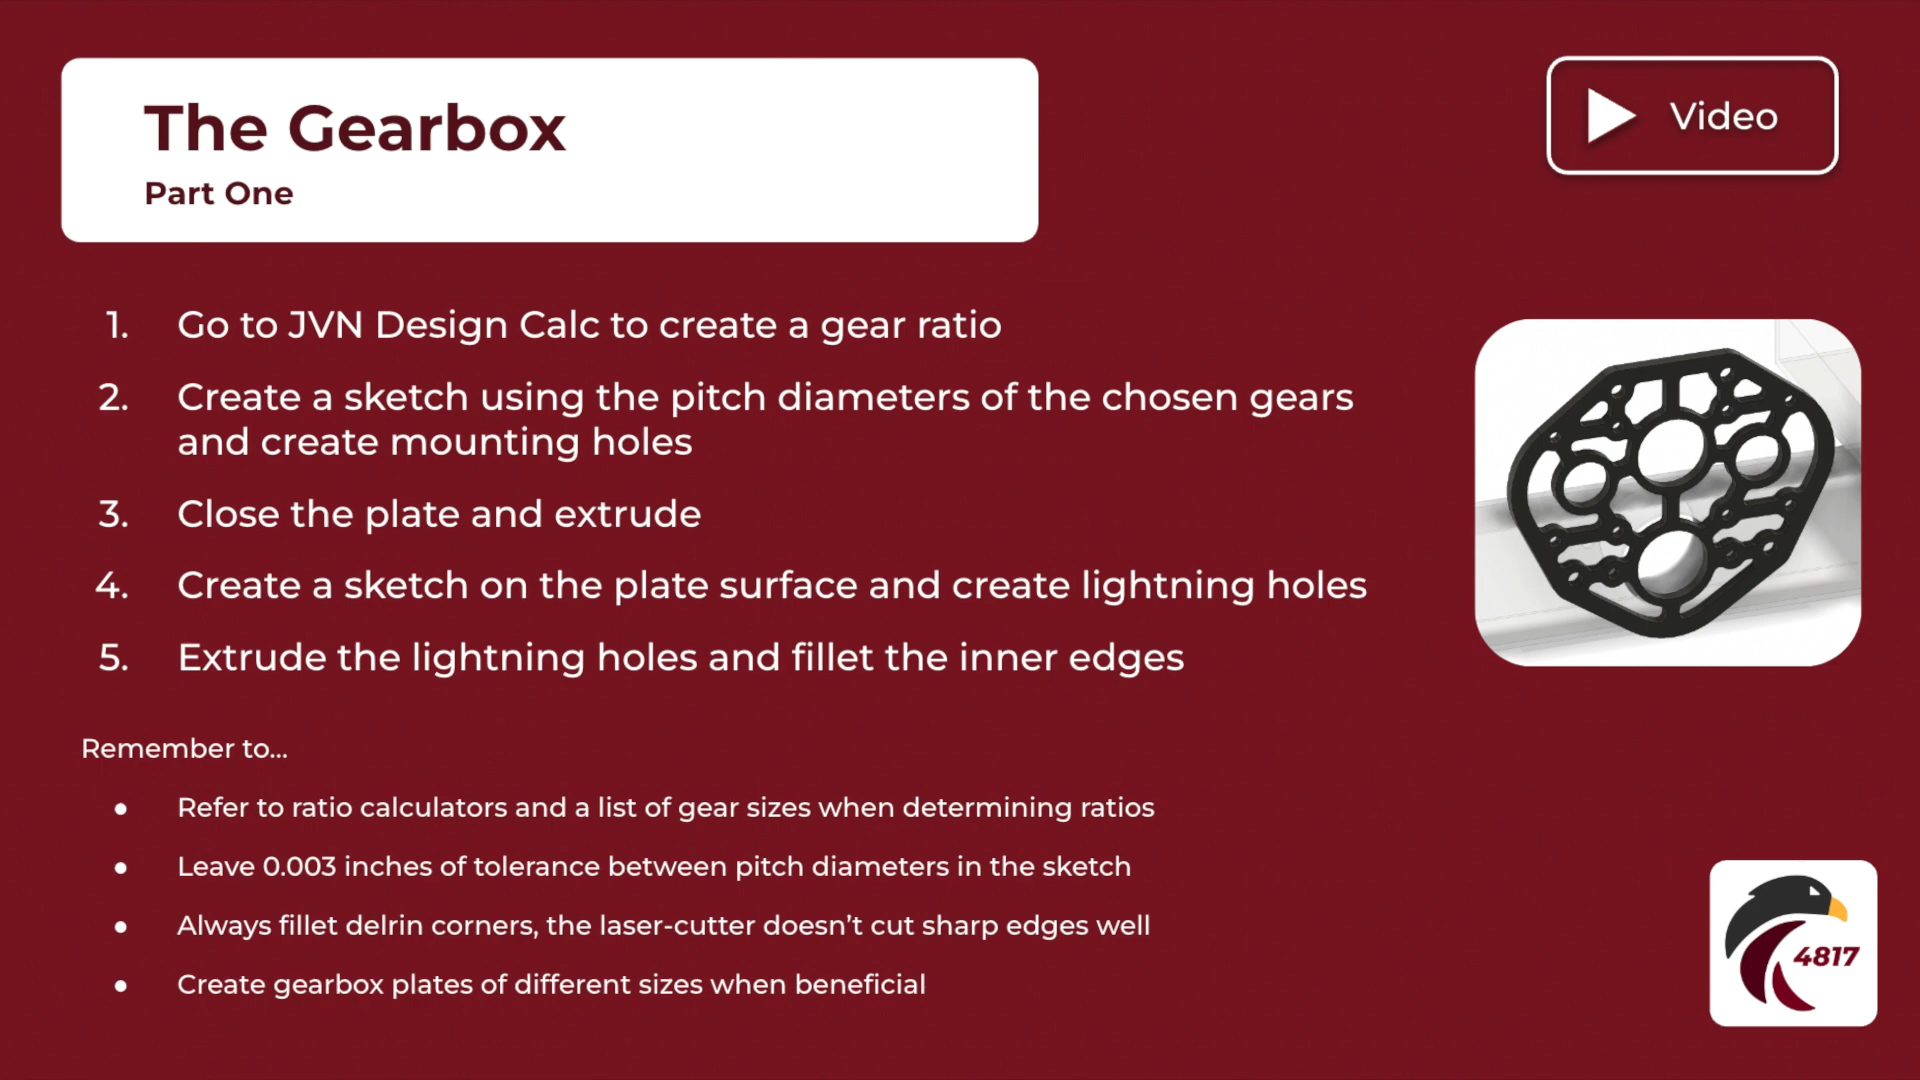 The Gearbox
Part One
Video
1. Go to JVN Design Calc to create a gear ratio
2. Create a sketch using the pitch diameters of the chosen gears
and create mounting holes
3. Close the plate and extrude
4. Create a sketch on the plate surface and create lightning holes
5. Extrude the lightning holes and fillet the inner edges
Remember to...
● Refer to ratio calculators and a list of gear sizes when determining ratios
● Leave 0.003 inches of tolerance between pitch diameters in the sketch
● Always fillet delrin corners, the laser-cutter doesn’t cut sharp edges well
● Create gearbox plates of different sizes when beneficial
4817